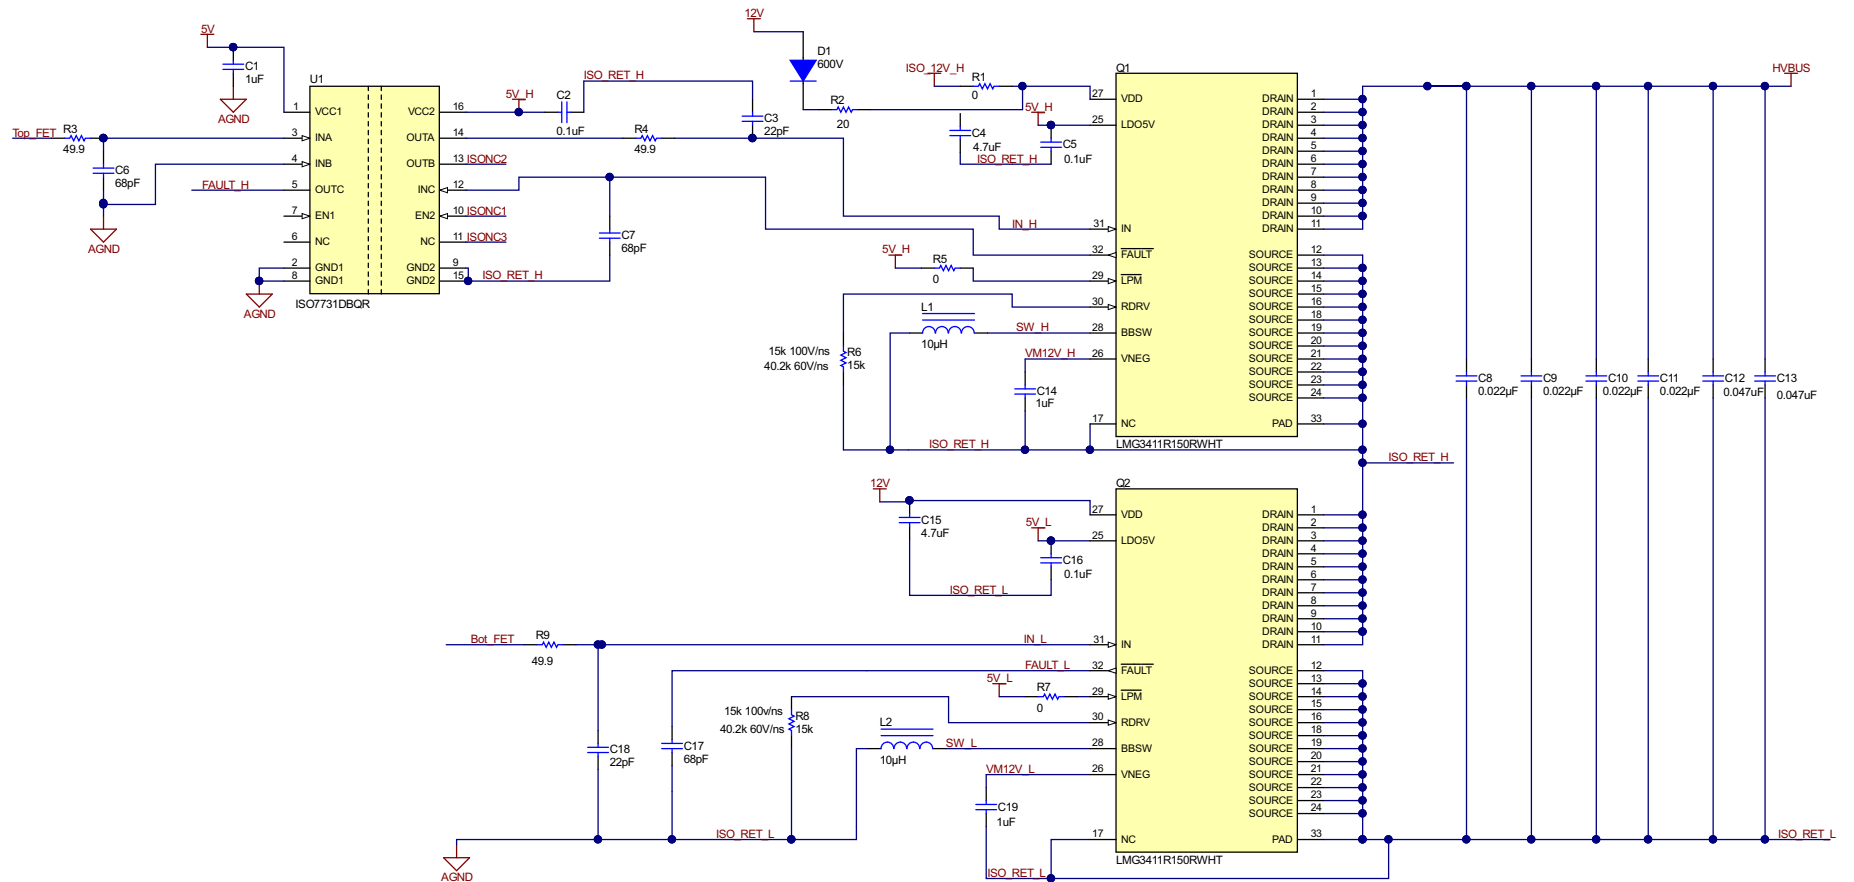 12V
5V
D1
600V
C1
1uF
AGND
U1
ISO_RET_H
5V_H
C2
0.1uF
C3
22pF
R2
20
ISO_12V_H
R1
0
5V_H
C4
4.7uF
ISO_RET_H
C5
0.1uF
Top_FET
R3
49.9
C6
68pF
AGND
FAULT_H
1 VCC1 VCC2 16
3 INA OUTA 14
4 INB OUTB 13 ISONC2
5 OUTC INC 12
7 EN1 EN2 10 ISONC1
6 NC NC 11 ISONC3
2 GND1 GND2 9
8 GND1 GND2 15 ISO_RET_H
ISO7731DBQR
AGND
R4
49.9
C7
68pF
5V_H
R5
0
IN_H
L1
10µH
SW_H
15k 100V/ns
40.2k 60V/ns
R6
15k
VM12V_H
C14
1uF
ISO_RET_H
Q1
27 VDD DRAIN 1
DRAIN 2
25 LDO5V DRAIN 3
DRAIN 4
DRAIN 5
DRAIN 6
DRAIN 7
DRAIN 8
DRAIN 9
DRAIN 10
31 IN DRAIN 11
32 FAULT SOURCE 12
SOURCE 13
29 LPM SOURCE 14
SOURCE 15
30 RDRV SOURCE 16
SOURCE 18
28 BBSW SOURCE 19
SOURCE 20
26 VNEG SOURCE 21
SOURCE 22
SOURCE 23
SOURCE 24
17 NC PAD 33
LMG3411R150RWHT
HVBUS
ISO_RET_H
C8
0.022µF
C9
0.022µF
C10
0.022µF
C11
0.022µF
C12
0.047uF
C13
0.047uF
12V
C15
4.7uF
5V_L
C16
0.1uF
ISO_RET_L
Bot_FET
R9
49.9
IN_L
FAULT_L
5V_L
R7
0
15k 100v/ns
40.2k 60V/ns
R8
15k
L2
10µH
SW_L
C18
22pF
C17
68pF
VM12V_L
C19
1uF
ISO_RET_L
AGND
ISO_RET_L
Q2
27 VDD DRAIN 1
DRAIN 2
25 LDO5V DRAIN 3
DRAIN 4
DRAIN 5
DRAIN 6
DRAIN 7
DRAIN 8
DRAIN 9
DRAIN 10
31 IN DRAIN 11
32 FAULT SOURCE 12
SOURCE 13
29 LPM SOURCE 14
SOURCE 15
30 RDRV SOURCE 16
SOURCE 18
28 BBSW SOURCE 19
SOURCE 20
26 VNEG SOURCE 21
SOURCE 22
SOURCE 23
SOURCE 24
17 NC PAD 33
LMG3411R150RWHT
ISO_RET_L